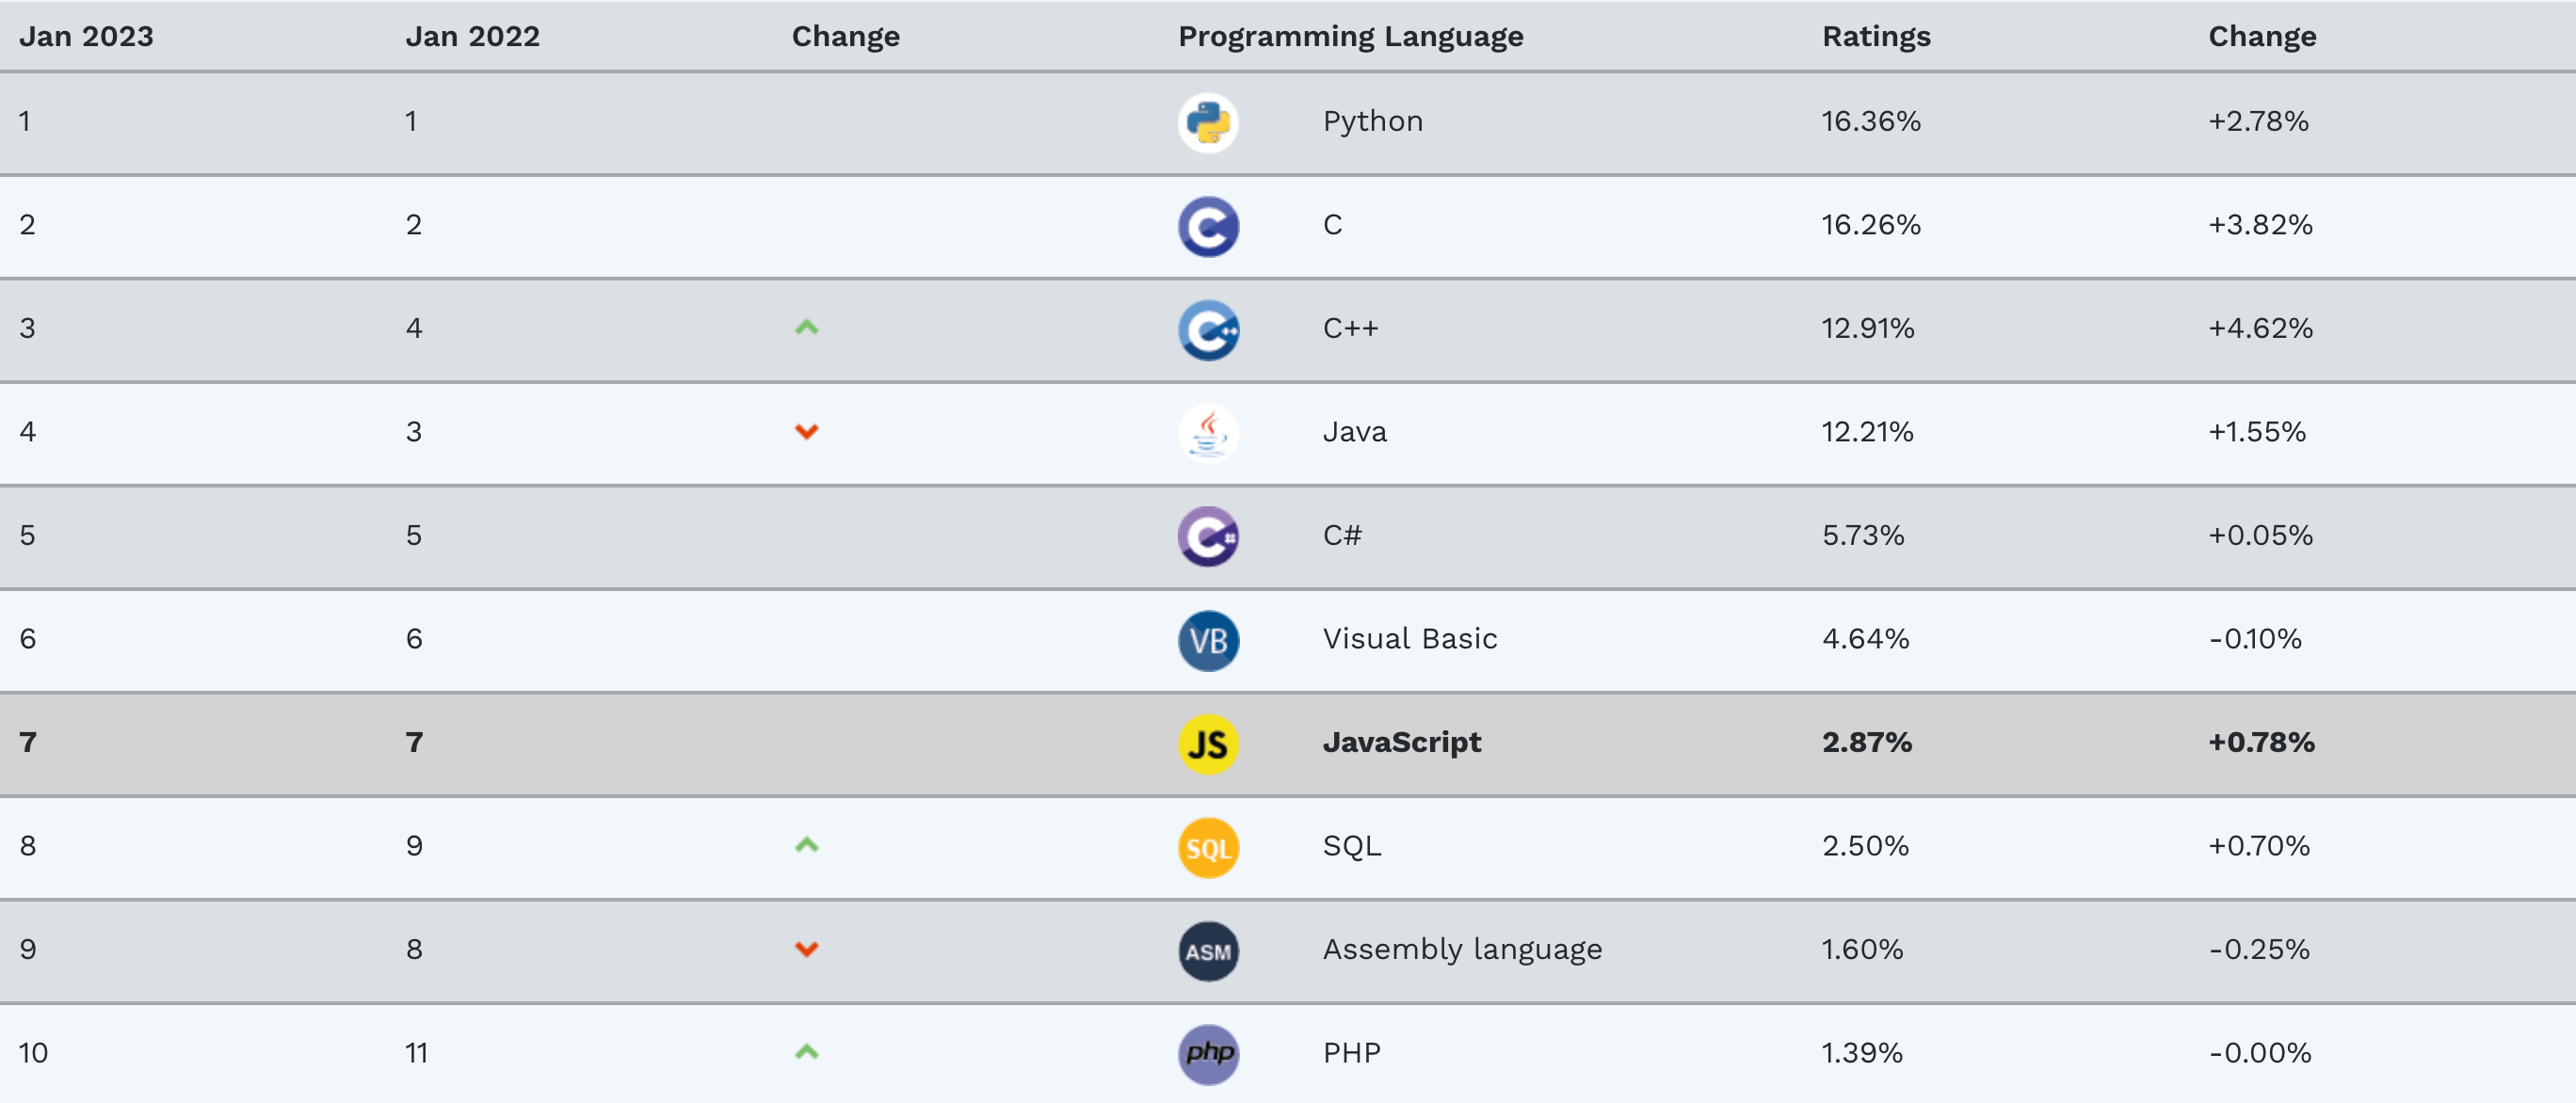 Jan 2023 Jan 2022 Change Programming Language Ratings Change
1 1 Python 16.36% +2.78%
2 2 C C 16.26% +3.82%
3 4 C++ C++ 12.91% +4.62%
4 3 Java 12.21% +1.55%
5 5 C# C# 5.73% +0.05%
6 6 VB Visual Basic 4.64% -0.10%
7 7 JS JavaScript 2.87% +0.78%
8 9 SQL SQL 2.50% +0.70%
9 8 ASM Assembly language 1.60% -0.25%
10 11 php PHP 1.39% -0.00%